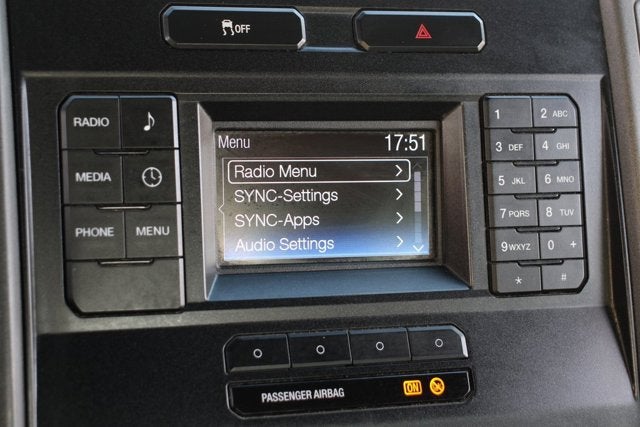 OFF
Menu 17:51
Radio Menu
SYNC-Settings
SYNC-Apps
Audio Settings
RADIO
MEDIA
PHONE MENU
1 2 ABC
3 DEF 4 GHI
5 JKL 6 MNO
7 PQRS 8 TUV
9 WXYZ 0 +
* #
PASSENGER AIRBAG ON